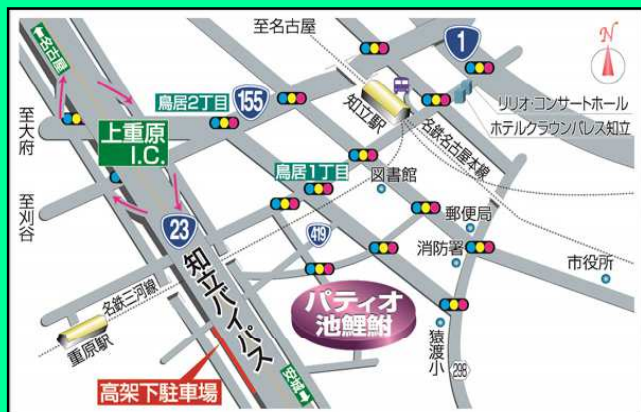 至名古屋
N
1
名古屋
鳥居2丁目
155
知立駅
リリオ・コンサートホール
ホテルクラウンパレス知立
至大府
上重原
I.C.
名鉄名古屋本線
鳥居1丁目
図書館
至刈谷
23
419
郵便局
知立バイパス
消防署
市役所
名鉄三河線
パティオ
池鯉鮒
重原駅
猿渡小
298
安城
高架下駐車場